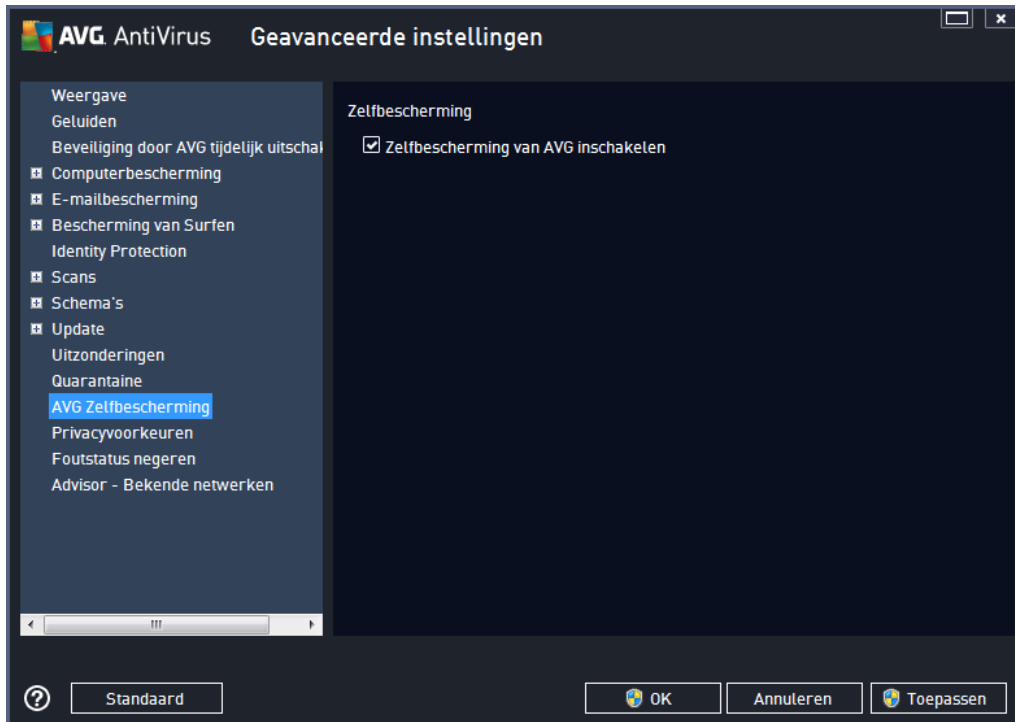 AVG. AntiVirus Geavanceerde instellingen
Weergave
Geluiden
Beveiliging door AVG tijdelijk uitschak
Computerbescherming
E-mailbescherming
Bescherming van Surfen
Identity Protection
Scans
Schema's
Update
Uitzonderingen
Quarantaine
AVG Zelfbescherming
Privacyvoorkeuren
Foutstatus negeren
Advisor - Bekende netwerken
Zelfbescherming
Zelfbescherming van AVG inschakelen
? Standaard OK Annuleren Toepassen